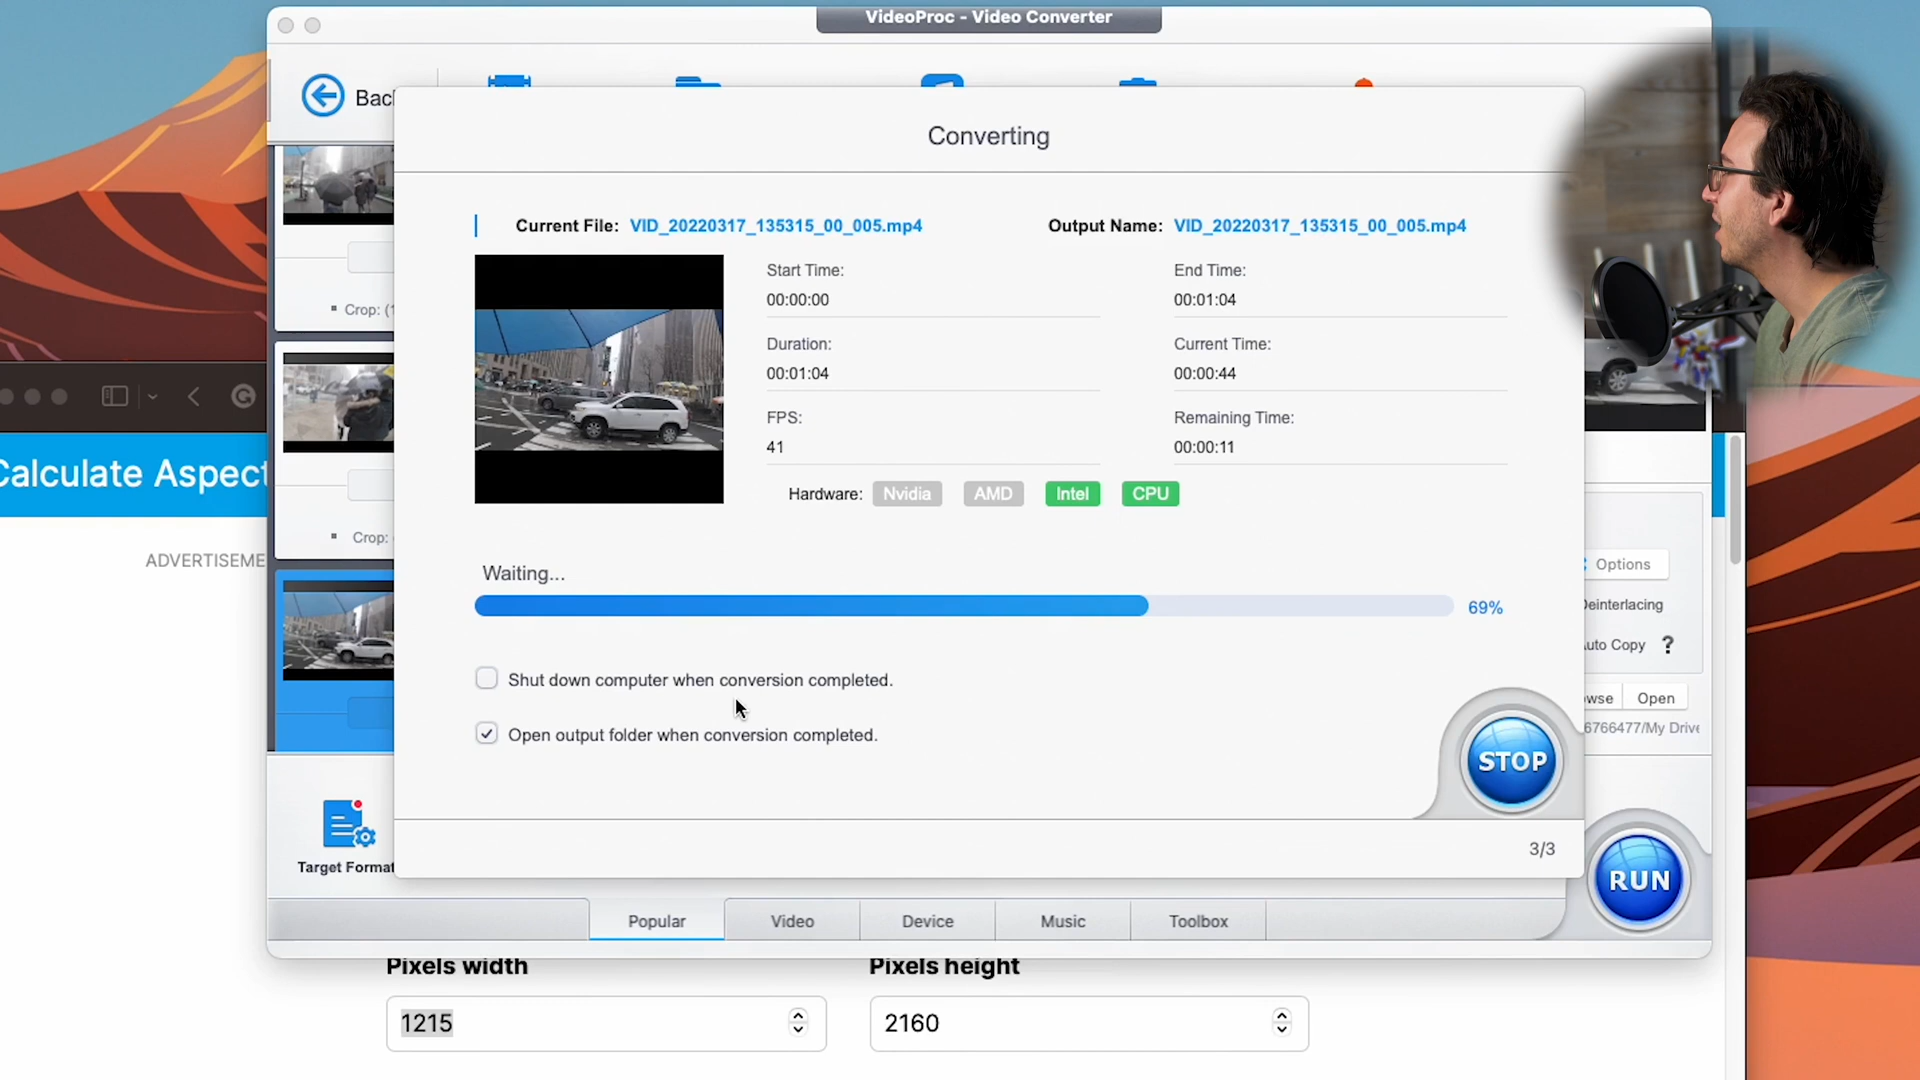 VideoProc - Video Converter
Bac
Converting
Current File: VID_20220317_135315_00_005.mp4
Output Name: VID_20220317_135315_00_005.mp4
Start Time:
00:00:00
End Time:
00:01:04
Duration:
00:01:04
Current Time:
00:00:44
FPS:
41
Remaining Time:
00:00:11
Hardware: Nvidia AMD Intel CPU
Waiting...
69%
Shut down computer when conversion completed.
Open output folder when conversion completed.
STOP
3/3
Crop: (1
Crop:
Calculate Aspect
ADVERTISEME
Options
Deinterlacing
uto Copy ?
wse
Open
6766477/My Drive
Target Format
RUN
Popular
Video
Device
Music
Toolbox
Pixels width
Pixels height
1215
2160